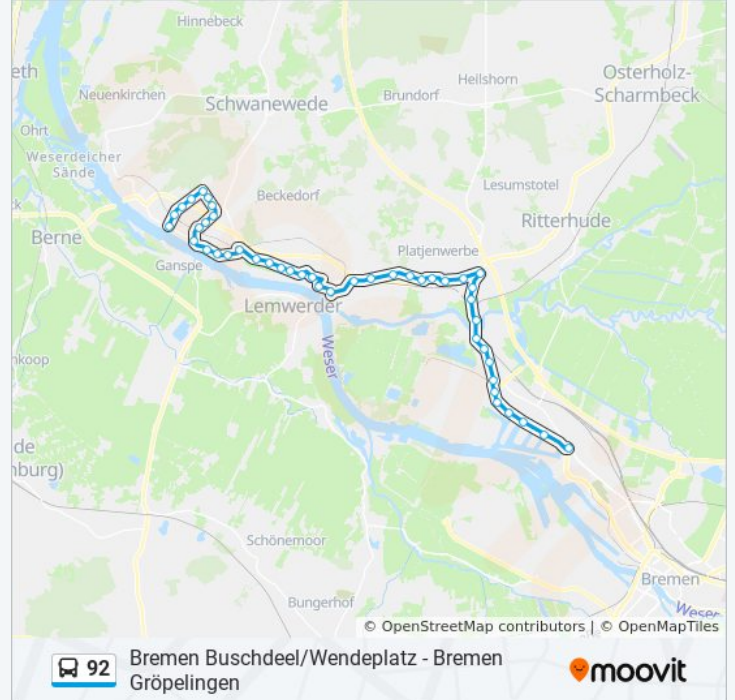 Hinnebeck
eth
Neuenkirchen
Schwanewede
Heilshorn
Brundorf
Osterholz-
Scharmbeck
Ohrt
Weserdeicher
Sände
Beckedorf
Lesumstotel
k
Ritterhude
Berne
Platjenwerbe
Ganspe
Lemwerder
Weser
nkoop
de
nburg)
Schönemoor
Bungerhof
Bremen
Weser
© OpenStreetMap contributors | © OpenMapTiles
92
Bremen Buschdeel/Wendeplatz - Bremen
Gröpelingen
moovit